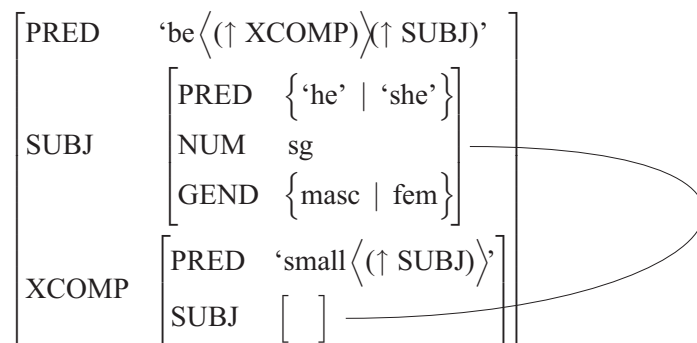 PRED ‘be⟨(↑ XCOMP)⟩(↑ SUBJ)’
PRED {‘he’ | ‘she’}
SUBJ NUM sg
GEND {masc | fem}
PRED ‘small⟨(↑ SUBJ)⟩’
XCOMP
SUBJ [ ]